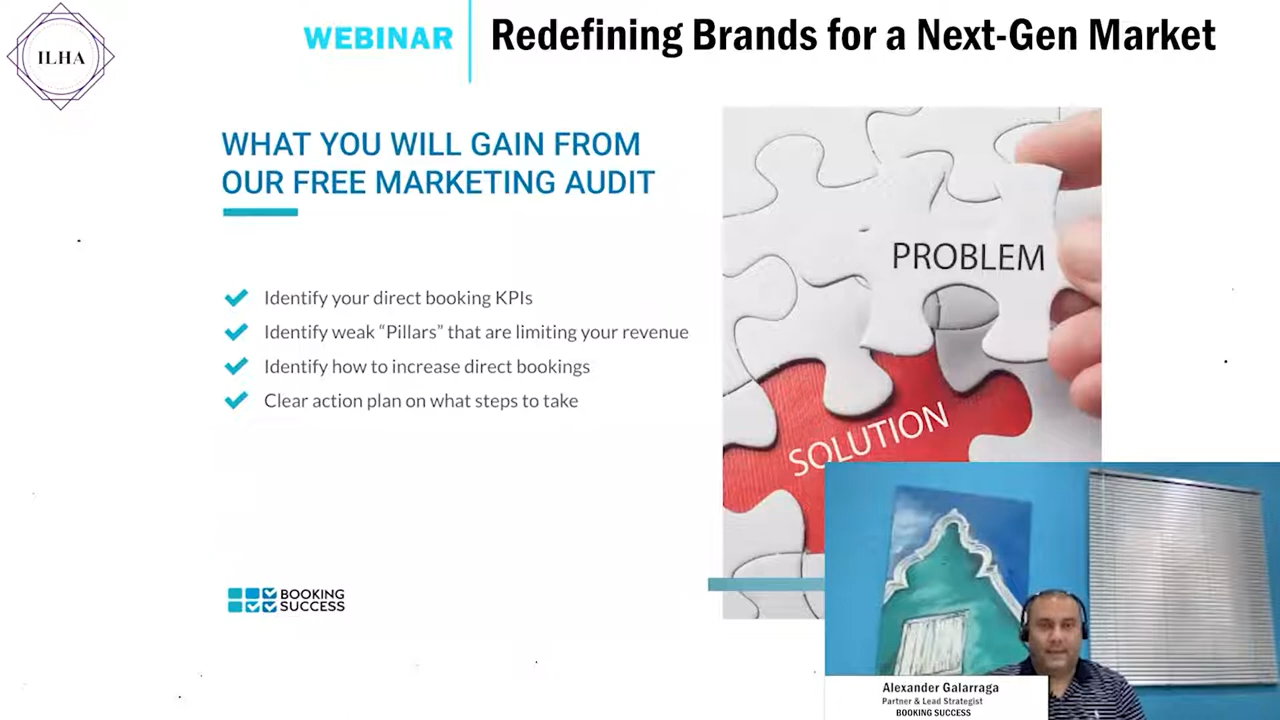 ILHA
WEBINAR
Redefining Brands for a Next-Gen Market
WHAT YOU WILL GAIN FROM
OUR FREE MARKETING AUDIT
Identify your direct booking KPIs
Identify weak “Pillars” that are limiting your revenue
Identify how to increase direct bookings
Clear action plan on what steps to take
PROBLEM
SOLUTION
BOOKING
SUCCESS
Alexander Galarraga
Partner & Lead Strategist
BOOKING SUCCESS